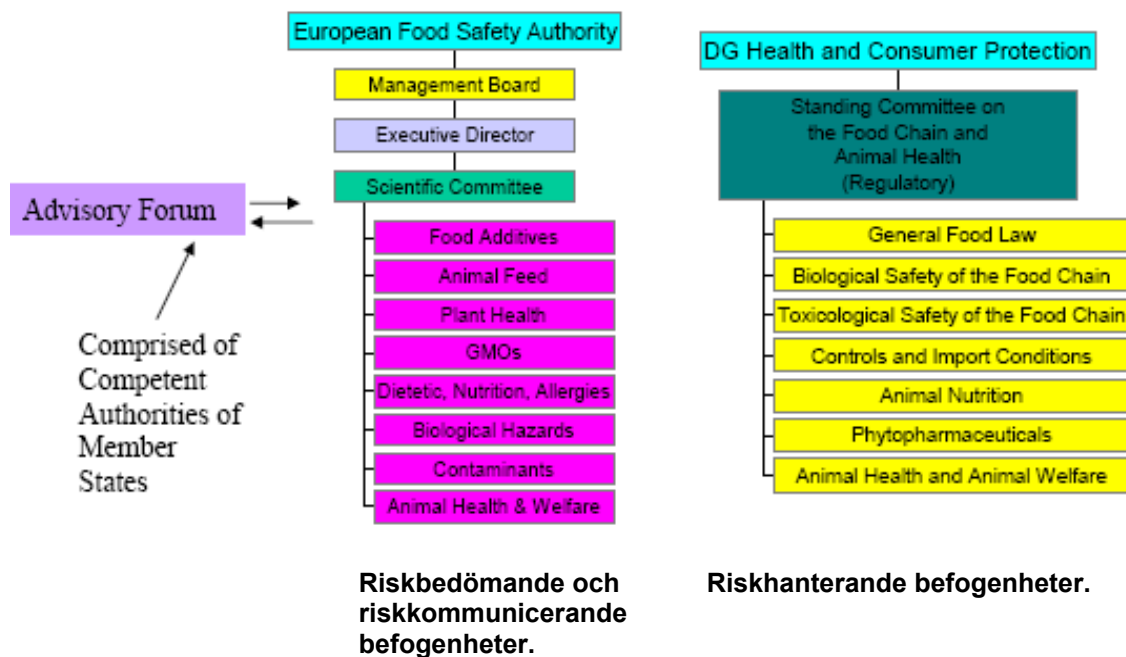 European Food Safety Authority
Management Board
Executive Director
Scientific Committee
Advisory Forum
Food Additives
Animal Feed
Plant Health
GMOs
Dietetic, Nutrition, Allergies
Biological Hazards
Contaminants
Animal Health & Welfare
Comprised of
Competent
Authorities of
Member
States
DG Health and Consumer Protection
Standing Committee on
the Food Chain and
Animal Health
(Regulatory)
General Food Law
Biological Safety of the Food Chain
Toxicological Safety of the Food Chain
Controls and Import Conditions
Animal Nutrition
Phytopharmaceuticals
Animal Health and Animal Welfare
Riskbedömande och
riskkommunicerande
befogenheter.
Riskhanterande befogenheter.